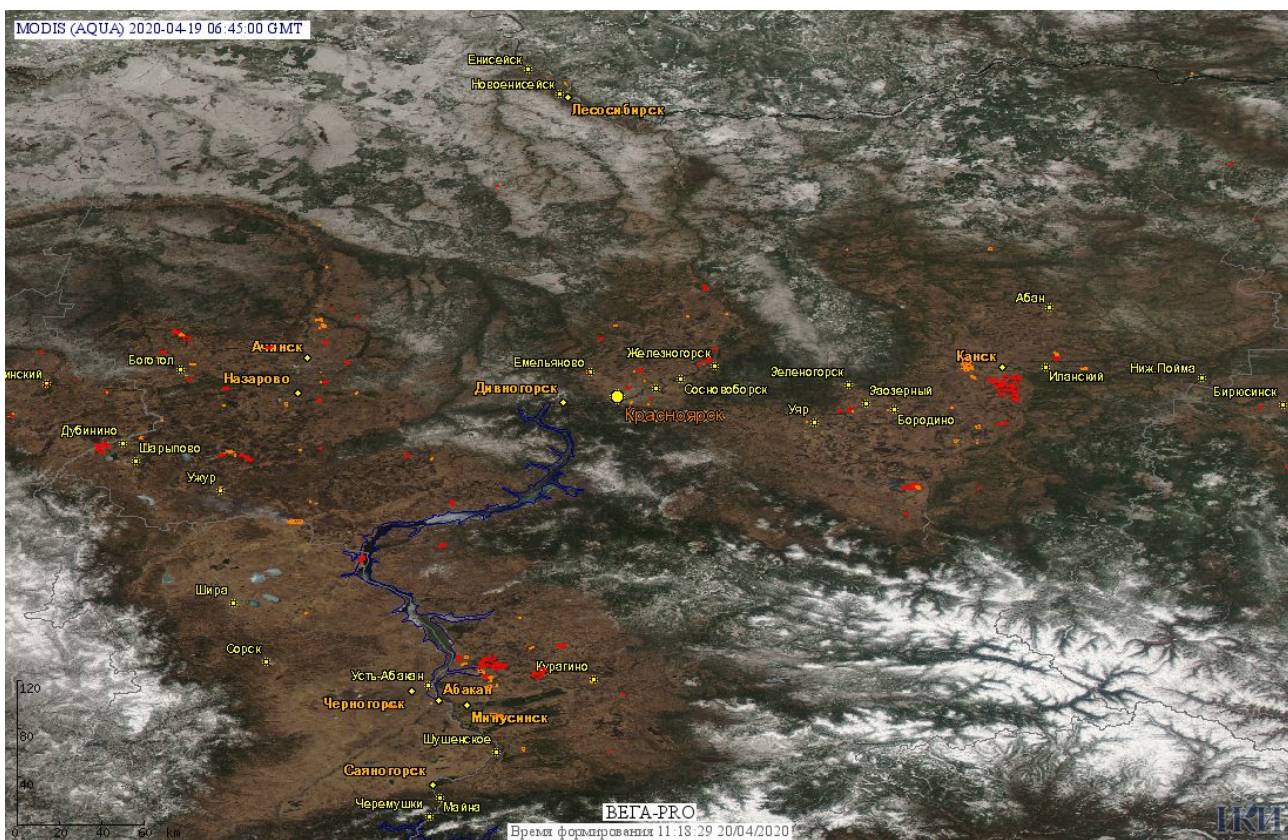 MODIS (AQUA) 2020-04-19 06:45:00 GMT
Енисейск
Новоенисейск
Лесосибирск
Абан
Ачинск
Боготол
Емельяново
Железногорск
Канск
Иланский
Ниж.Пойма
инский
Назарово
Дивногорск
Сосновоборск
Зеленогорск
Заозерный
Бирюсинск
Красноярск
Уяр
Бородино
Дубинино
Шарыпово
Ужур
Шира
Сорск
Курагино
Усть-Абакан
Абакан
Черногорск
Минусинск
Шушенское
Саяногорск
Черемушки
Майна
120
80
40
0 20 40 60 km
ВЕГА-PRO
Время формирования 11:18:29 20/04/2020
ИКИ